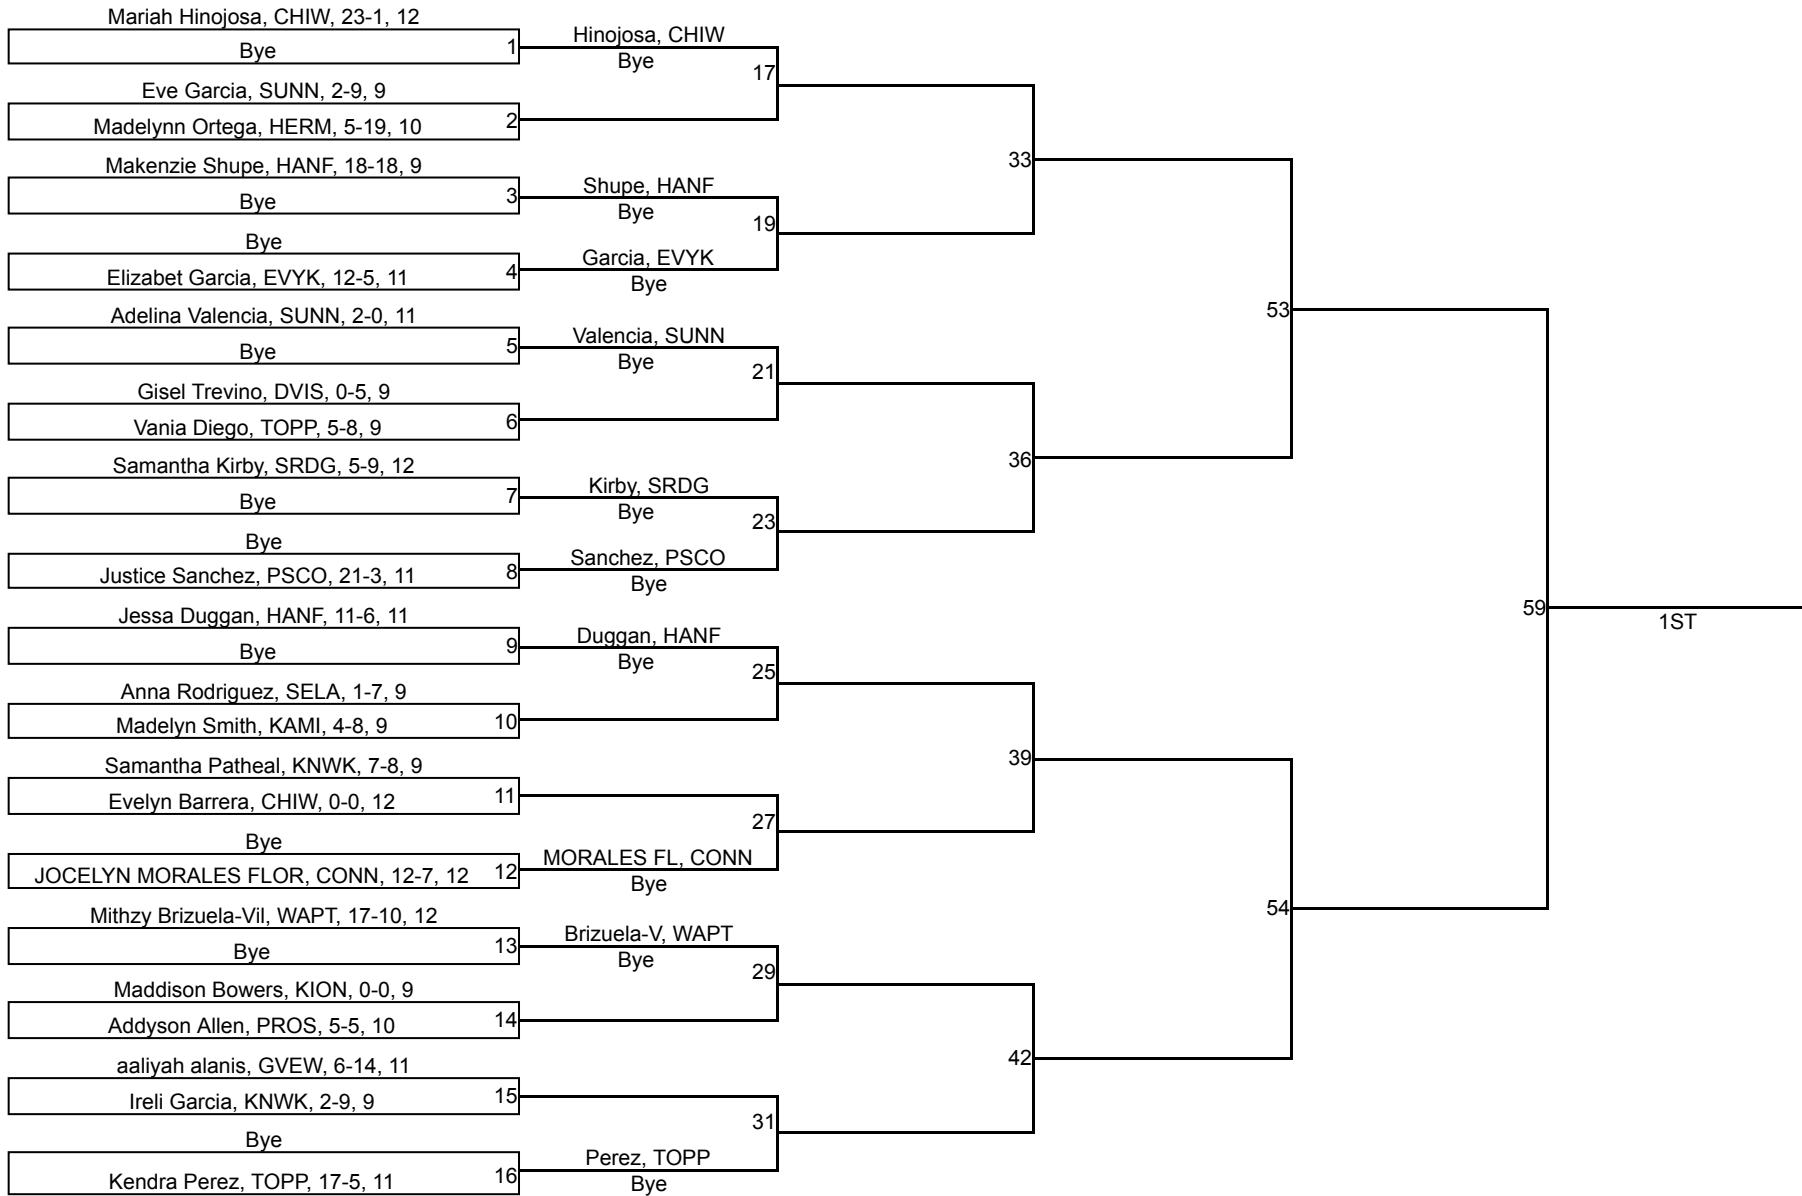 Mariah Hinojosa, CHIW, 23-1, 12
Bye
1
Eve Garcia, SUNN, 2-9, 9
Madelynn Ortega, HERM, 5-19, 10
2
Makenzie Shupe, HANF, 18-18, 9
Bye
3
Bye
Elizabet Garcia, EVYK, 12-5, 11
4
Adelina Valencia, SUNN, 2-0, 11
Bye
5
Gisel Trevino, DVIS, 0-5, 9
Vania Diego, TOPP, 5-8, 9
6
Samantha Kirby, SRDG, 5-9, 12
Bye
7
Bye
Justice Sanchez, PSCO, 21-3, 11
8
Jessa Duggan, HANF, 11-6, 11
Bye
9
Anna Rodriguez, SELA, 1-7, 9
Madelyn Smith, KAMI, 4-8, 9
10
Samantha Patheal, KNWK, 7-8, 9
Evelyn Barrera, CHIW, 0-0, 12
11
Bye
JOCELYN MORALES FLOR, CONN, 12-7, 12
12
Mithzy Brizuela-Vil, WAPT, 17-10, 12
Bye
13
Maddison Bowers, KION, 0-0, 9
Addyson Allen, PROS, 5-5, 10
14
aaliyah alanis, GVEW, 6-14, 11
Ireli Garcia, KNWK, 2-9, 9
15
Bye
Kendra Perez, TOPP, 17-5, 11
16
Hinojosa, CHIW
Bye
17
Shupe, HANF
Bye
19
Garcia, EVYK
Bye
Valencia, SUNN
Bye
21
Kirby, SRDG
Bye
23
Sanchez, PSCO
Bye
Duggan, HANF
Bye
25
27
MORALES FL, CONN
Bye
Brizuela-V, WAPT
Bye
29
31
Perez, TOPP
Bye
33
36
39
42
53
54
59
1ST